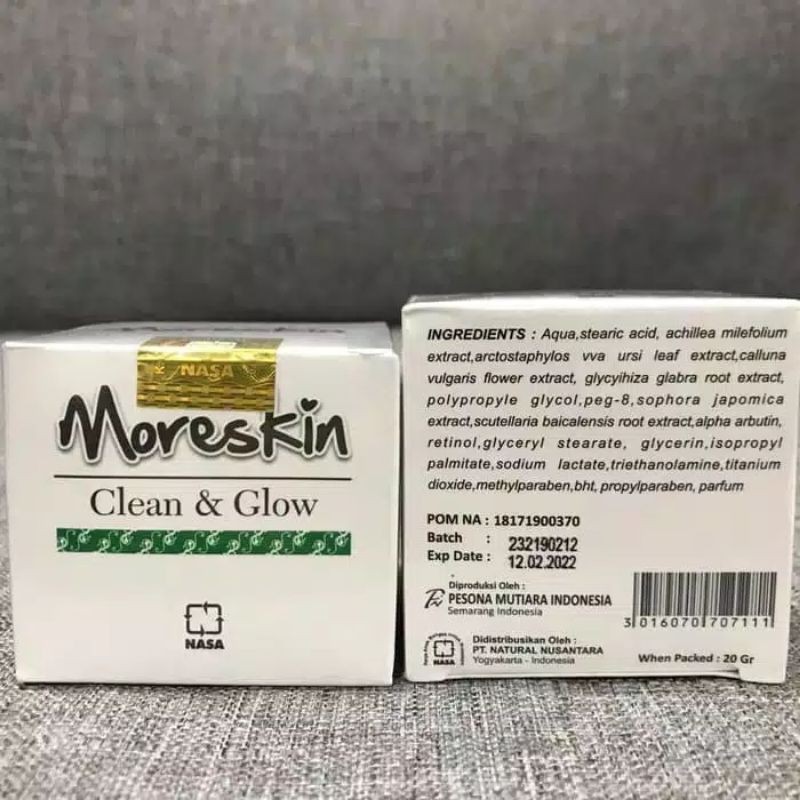 NASA
Moreskin
Clean & Glow
NASA
INGREDIENTS : Aqua,stearic acid, achillea milefolium
extract,arctostaphylos vva ursi leaf extract,calluna
vulgaris flower extract, glycyihiza glabra root extract,
polypropyle glycol,peg-8,sophora japomica
extract,scutellaria baicalensis root extract,alpha arbutin,
retinol,glyceryl stearate, glycerin,isopropyl
palmitate,sodium lactate,triethanolamine,titanium
dioxide,methylparaben,bht, propylparaben, parfum
POM NA : 18171900370
Batch : 232190212
Exp Date : 12.02.2022
Diproduksi Oleh :
PESONA MUTIARA INDONESIA
Semarang Indonesia
3 016070 707111
NASA
Didistribusikan Oleh :
PT. NATURAL NUSANTARA
Yogyakarta - Indonesia
When Packed : 20 Gr